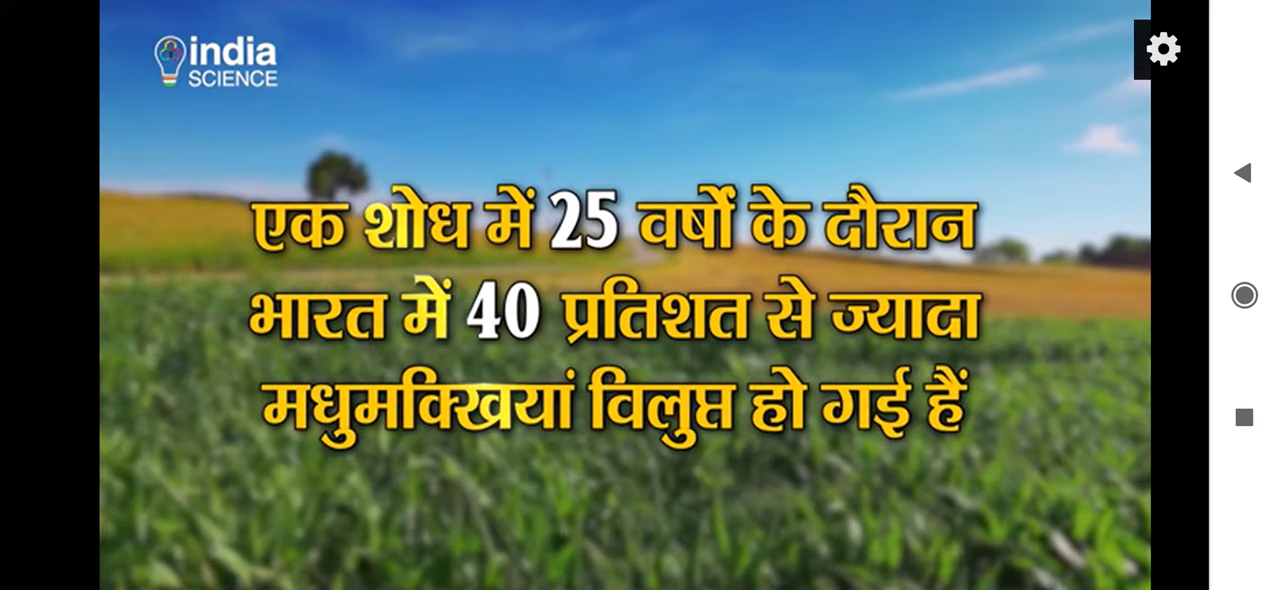 india
SCIENCE
एक शोध में 25 वर्षों के दौरान
भारत में 40 प्रतिशत से ज्यादा
मधुमक्खियां विलुप्त हो गई हैं